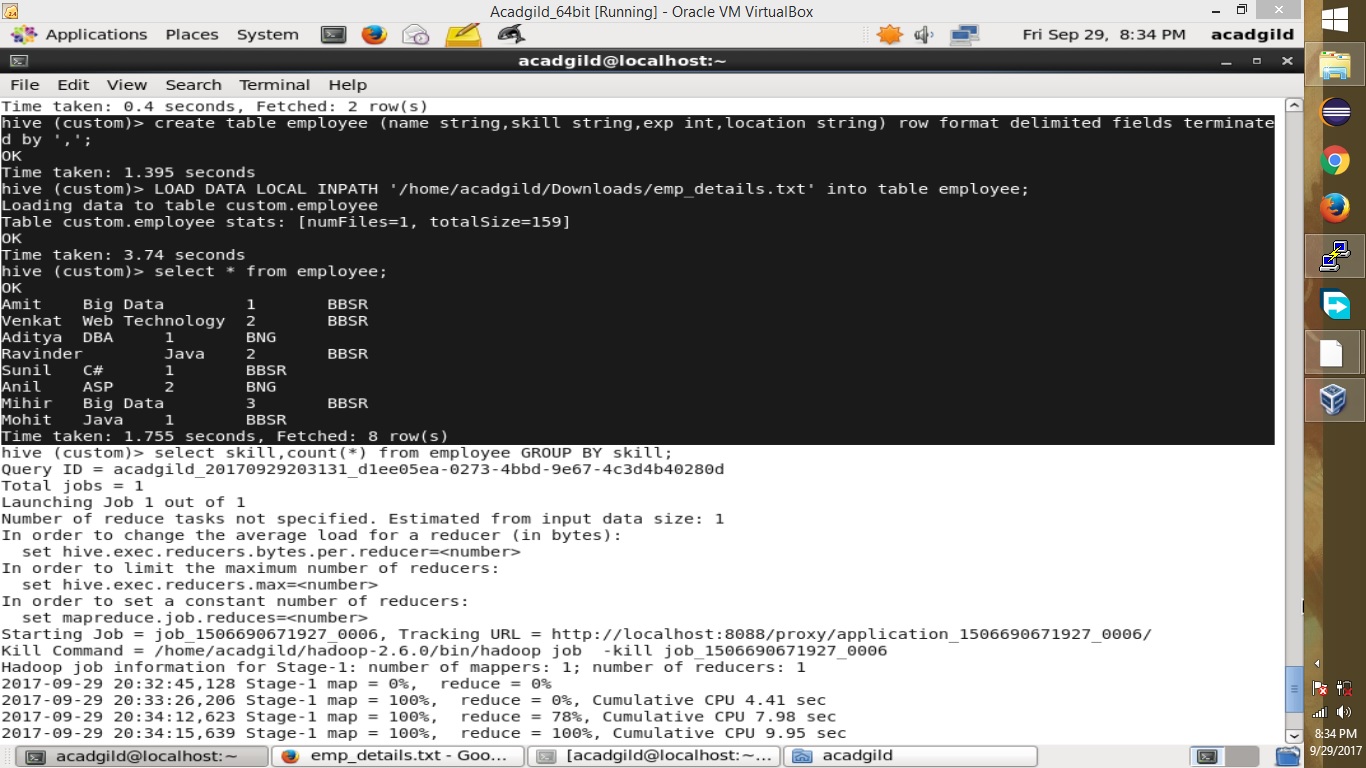 Acadgild_64bit [Running] - Oracle VM VirtualBox
Applications Places System Fri Sep 29, 8:34 PM acadgild
acadgild@localhost:~
File Edit View Search Terminal Help
Time taken: 0.4 seconds, Fetched: 2 row(s)
hive (custom)> create table employee (name string,skill string,exp int,location string) row format delimited fields terminate
d by ',';
OK
Time taken: 1.395 seconds
hive (custom)> LOAD DATA LOCAL INPATH '/home/acadgild/Downloads/emp_details.txt' into table employee;
Loading data to table custom.employee
Table custom.employee stats: [numFiles=1, totalSize=159]
OK
Time taken: 3.74 seconds
hive (custom)> select * from employee;
OK
Amit Big Data 1 BBSR
Venkat Web Technology 2 BBSR
Aditya DBA 1 BNG
Ravinder Java 2 BBSR
Sunil C# 1 BBSR
Anil ASP 2 BNG
Mihir Big Data 3 BBSR
Mohit Java 1 BBSR
Time taken: 1.755 seconds, Fetched: 8 row(s)
hive (custom)> select skill,count(*) from employee GROUP BY skill;
Query ID = acadgild_20170929203131_d1ee05ea-0273-4bbd-9e67-4c3d4b40280d
Total jobs = 1
Launching Job 1 out of 1
Number of reduce tasks not specified. Estimated from input data size: 1
In order to change the average load for a reducer (in bytes):
  set hive.exec.reducers.bytes.per.reducer=<number>
In order to limit the maximum number of reducers:
  set hive.exec.reducers.max=<number>
In order to set a constant number of reducers:
  set mapreduce.job.reduces=<number>
Starting Job = job_1506690671927_0006, Tracking URL = http://localhost:8088/proxy/application_1506690671927_0006/
Kill Command = /home/acadgild/hadoop-2.6.0/bin/hadoop job  -kill job_1506690671927_0006
Hadoop job information for Stage-1: number of mappers: 1; number of reducers: 1
2017-09-29 20:32:45,128 Stage-1 map = 0%,  reduce = 0%
2017-09-29 20:33:26,206 Stage-1 map = 100%,  reduce = 0%, Cumulative CPU 4.41 sec
2017-09-29 20:34:12,623 Stage-1 map = 100%,  reduce = 78%, Cumulative CPU 7.98 sec
2017-09-29 20:34:15,639 Stage-1 map = 100%,  reduce = 100%, Cumulative CPU 9.95 sec
acadgild@localhost:~ emp_details.txt - Goo... [acadgild@localhost:~... acadgild
8:34 PM
9/29/2017